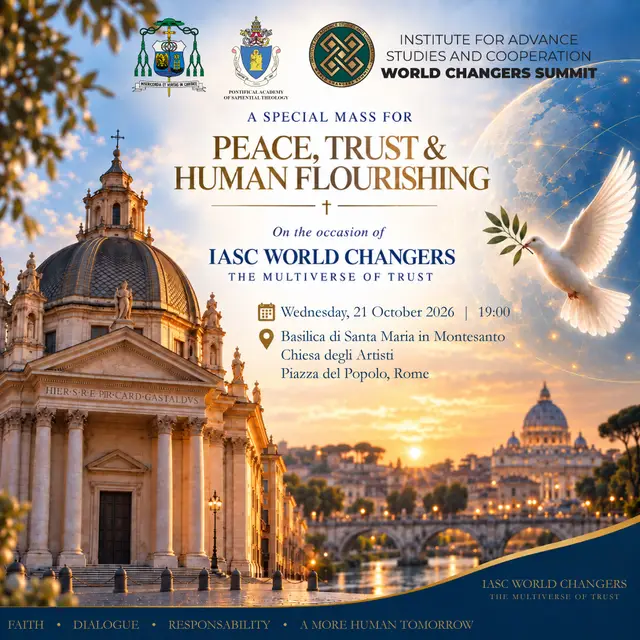 INSTITUTE FOR ADVANCE
STUDIES AND COOPERATION
WORLD CHANGERS SUMMIT
PONTIFICAL ACADEMY
OF SAPIENTIAL THEOLOGY
A SPECIAL MASS FOR
PEACE, TRUST &
HUMAN FLOURISHING
On the occasion of
IASC WORLD CHANGERS
THE MULTIVERSE OF TRUST
Wednesday, 21 October 2026 | 19:00
Basilica di Santa Maria in Montesanto
Chiesa degli Artisti
Piazza del Popolo, Rome
HIER·S·R·E PIR·CARD·GASTALDVS
IASC WORLD CHANGERS
THE MULTIVERSE OF TRUST
FAITH • DIALOGUE • RESPONSABILITY • A MORE HUMAN TOMORROW